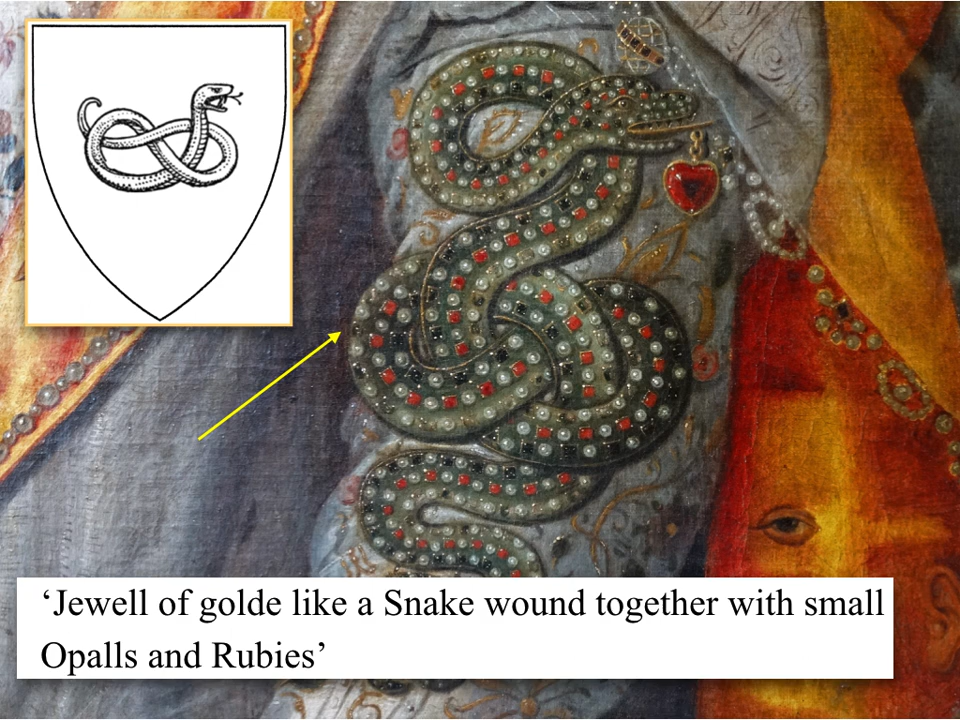 ‘Jewell of golde like a Snake wound together with small
Opalls and Rubies’